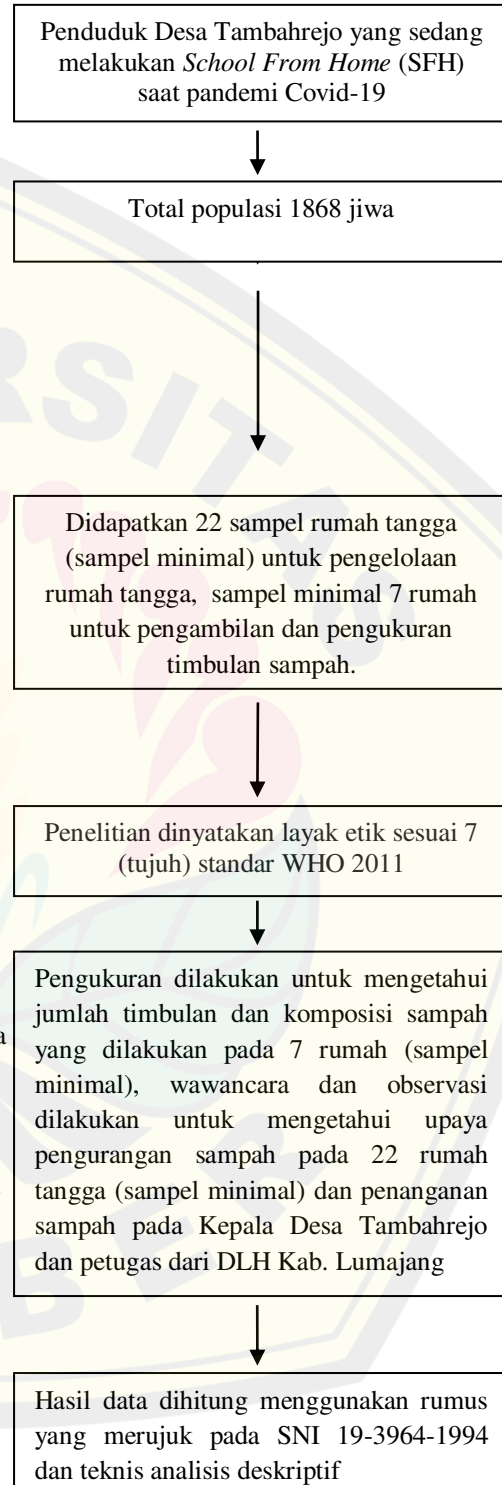 Penduduk Desa Tambahrejo yang sedang
melakukan School From Home (SFH)
saat pandemi Covid-19
Total populasi 1868 jiwa
Didapatkan 22 sampel rumah tangga
(sampel minimal) untuk pengelolaan
rumah tangga, sampel minimal 7 rumah
untuk pengambilan dan pengukuran
timbulan sampah.
Penelitian dinyatakan layak etik sesuai 7
(tujuh) standar WHO 2011
Pengukuran dilakukan untuk mengetahui
jumlah timbulan dan komposisi sampah
yang dilakukan pada 7 rumah (sampel
minimal), wawancara dan observasi
dilakukan untuk mengetahui upaya
pengurangan sampah pada 22 rumah
tangga (sampel minimal) dan penanganan
sampah pada Kepala Desa Tambahrejo
dan petugas dari DLH Kab. Lumajang
Hasil data dihitung menggunakan rumus
yang merujuk pada SNI 19-3964-1994
dan teknis analisis deskriptif